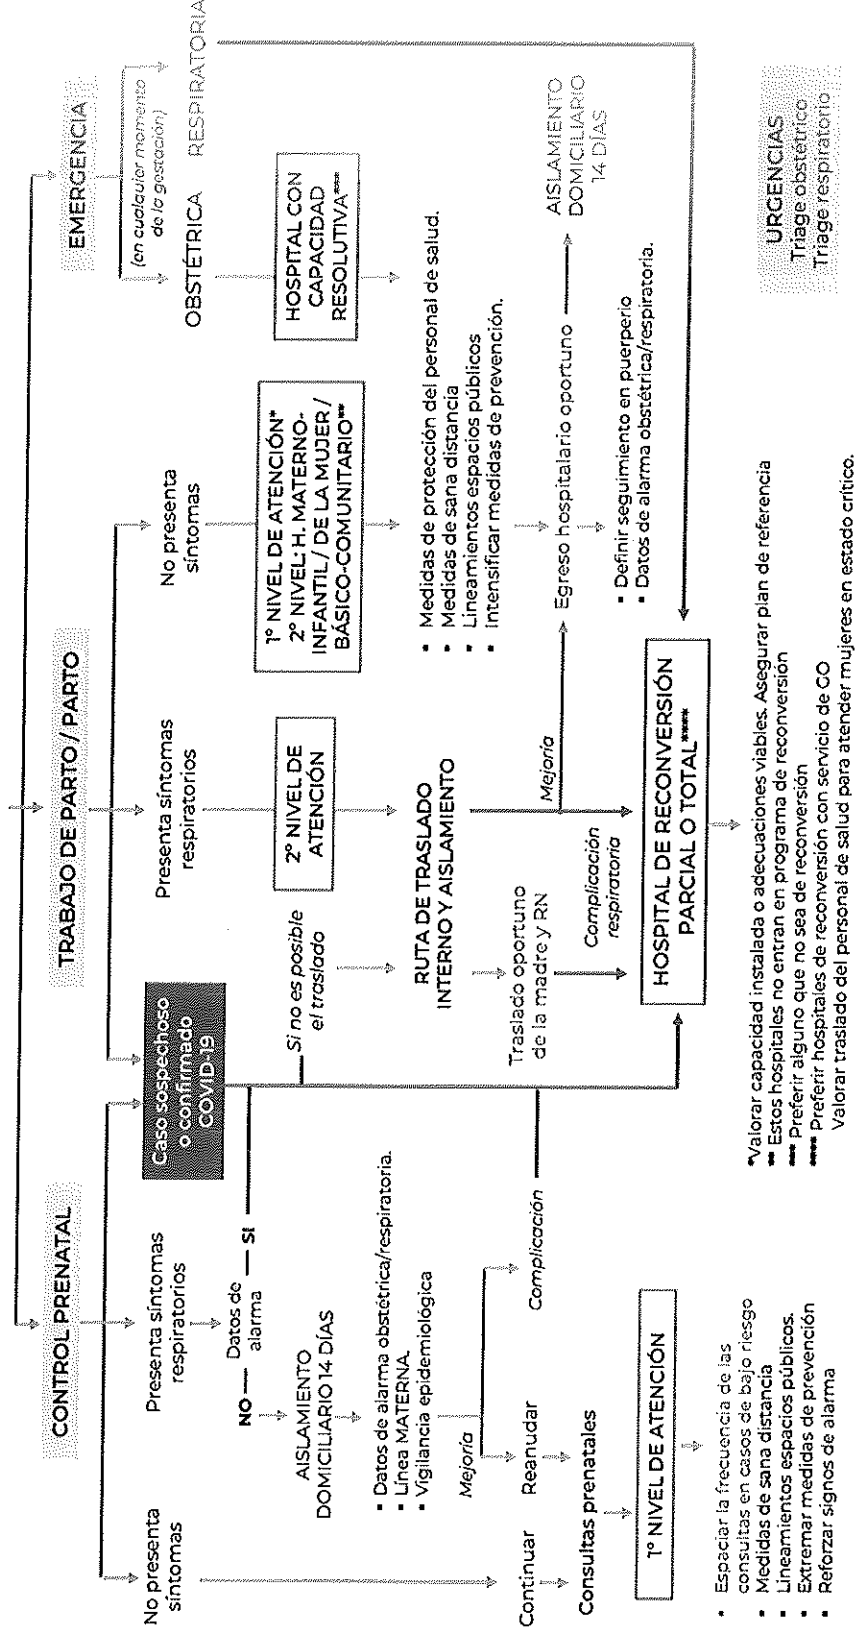 CONTROL PRENATAL
No presenta
síntomas
Presenta síntomas
respiratorios
Caso sospechoso
o confirmado
COVID-19
NO
Datos de
alarma
SI
AISLAMIENTO
DOMICILIARIO 14 DÍAS
▪ Datos de alarma obstétrica/respiratoria.
▪ Línea MATERNA
▪ Vigilancia epidemiológica
Mejoría
Complicación
Continuar
Reanudar
Consultas prenatales
1º NIVEL DE ATENCIÓN
▪ Espaciar la frecuencia de las
consultas en casos de bajo riesgo
▪ Medidas de sana distancia
▪ Lineamientos espacios públicos.
▪ Extremar medidas de prevención
▪ Reforzar signos de alarma
TRABAJO DE PARTO / PARTO
Presenta síntomas
respiratorios
No presenta
síntomas
Si no es posible
el traslado
2º NIVEL DE
ATENCIÓN
1º NIVEL DE ATENCIÓN*
2º NIVEL: H. MATERNO-
INFANTIL / DE LA MUJER /
BÁSICO-COMUNITARIO**
RUTA DE TRASLADO
INTERNO Y AISLAMIENTO
▪ Medidas de protección del personal de salud.
▪ Medidas de sana distancia
▪ Lineamientos espacios públicos
▪ Intensificar medidas de prevención.
Traslado oportuno
de la madre y RN
Complicación
respiratoria
Mejoría
Egreso hospitalario oportuno
AISLAMIENTO
DOMICILIARIO
14 DÍAS
▪ Definir seguimiento en puerperio
▪ Datos de alarma obstétrica/respiratoria.
HOSPITAL DE RECONVERSIÓN
PARCIAL O TOTAL****
EMERGENCIA
(en cualquier momento
de la gestación)
OBSTÉTRICA
RESPIRATORIA
HOSPITAL CON
CAPACIDAD
RESOLUTIVA***
*Valorar capacidad instalada o adecuaciones viables. Asegurar plan de referencia
** Estos hospitales no entran en programa de reconversión
*** Preferir alguno que no sea de reconversión
**** Preferir hospitales de reconversión con servicio de GO
Valorar traslado del personal de salud para atender mujeres en estado crítico.
URGENCIAS
Triage obstétrico
Triage respiratorio